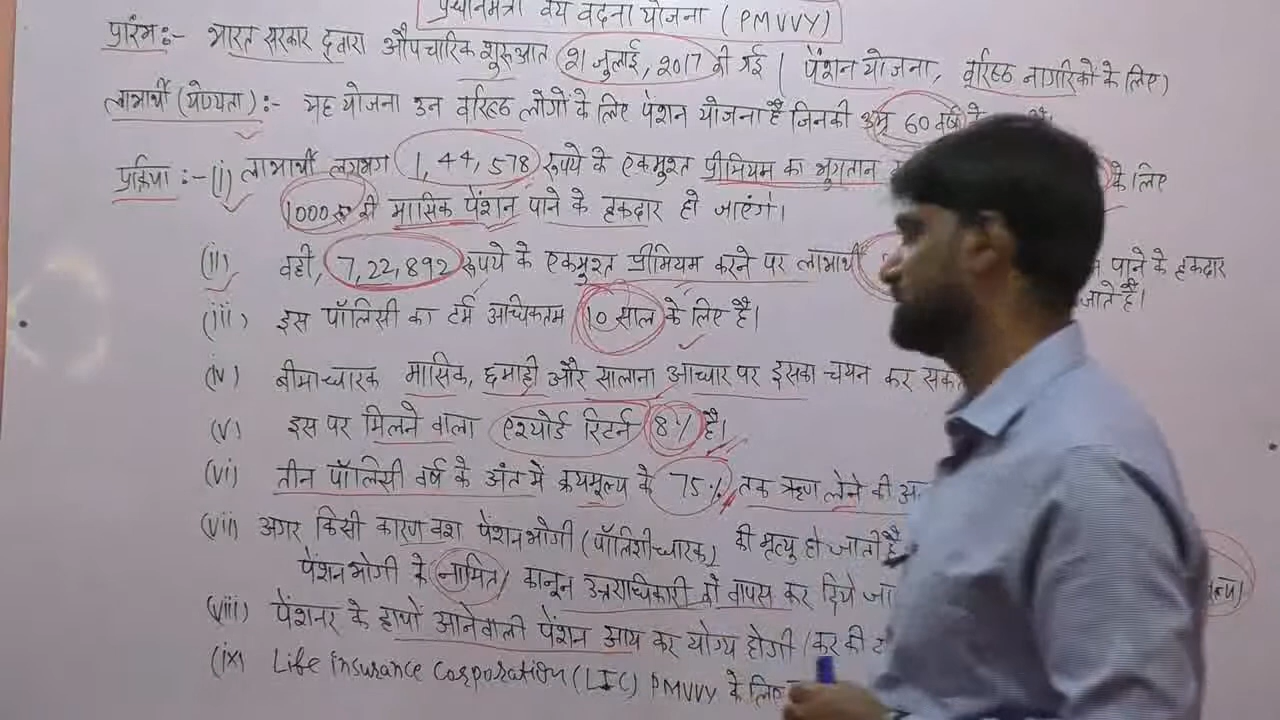 प्रधानमंत्री वय वंदना योजना (PMVVY)
प्रारंभ :- भारत सरकार द्वारा औपचारिक शुरुआत 21 जुलाई, 2017 की गई | पेंशन योजना, वरिष्ठ नागरिकों के लिए)
लाभार्थी (योग्यता) :- यह योजना उन वरिष्ठ लोगों के लिए पेंशन योजना है जिनकी उम्र 60 वर्ष
प्रक्रिया :- (i) लाभार्थी लगभग 1,44,578 रूपये के एकमुश्त प्रीमियम का भुगतान के लिए
1000 रु की मासिक पेंशन पाने के हकदार हो जाएंगे।
(ii) वही, 7,22,892 रूपये के एकमुश्त प्रीमियम करने पर लाभार्थी पाने के हकदार
जाते है।
(iii) इस पॉलिसी का टर्म अधिकतम 10 साल के लिए है।
(iv) बीमाधारक मासिक, छमाही और सालाना आधार पर इसका चयन कर
(v) इस पर मिलने वाला एश्योर्ड रिटर्न 8% है।
(vi) तीन पॉलिसी वर्ष के अंत में क्रयमूल्य के 75% तक ऋण लेने की
(vii) अगर किसी कारण वश पेंशनभोगी (पॉलिशीधारक) की मृत्यु हो जाती है
पेंशनभोगी के नामित/कानून उत्तराधिकारी को वापस कर दिये
(viii) पेंशनर के हाथों आनेवाली पेंशन आय कर योग्य होगी (कर की
(ix) Life Insurance Corporation (LIC) PMVVY के लिए